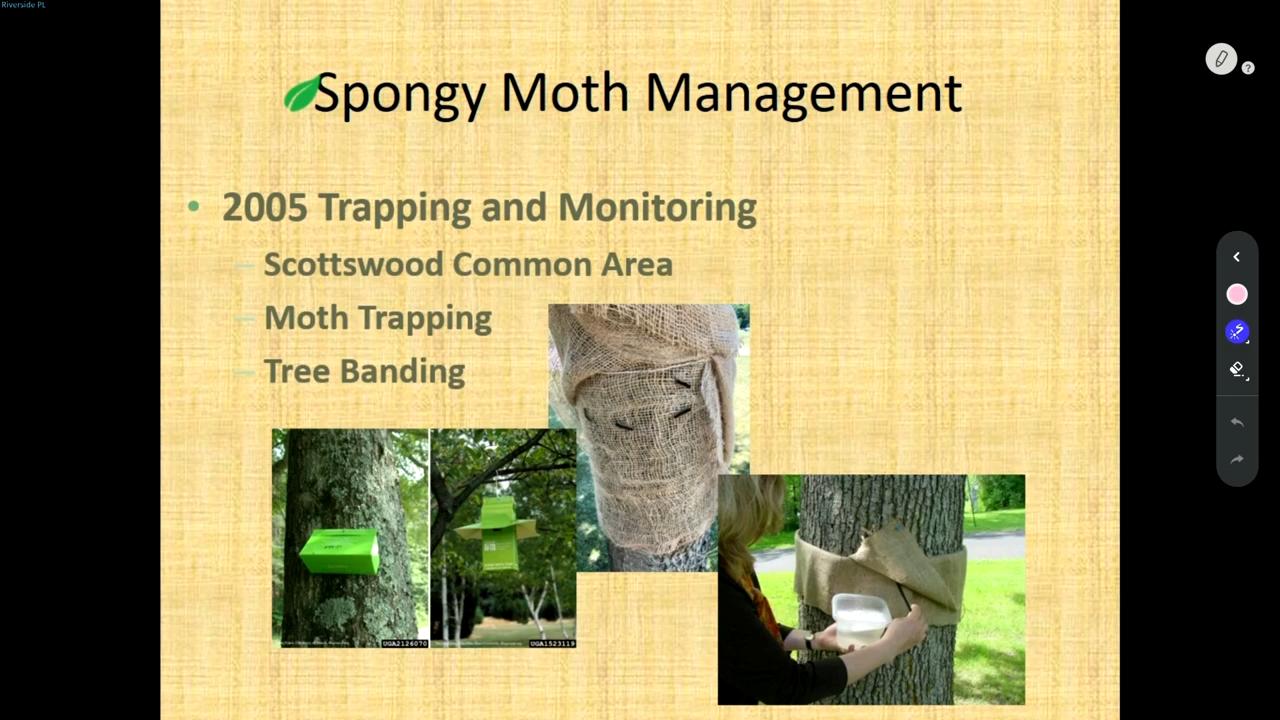 Riverside PL
Spongy Moth Management
• 2005 Trapping and Monitoring
– Scottswood Common Area
– Moth Trapping
– Tree Banding
UGA2126070
UGA1523119
?